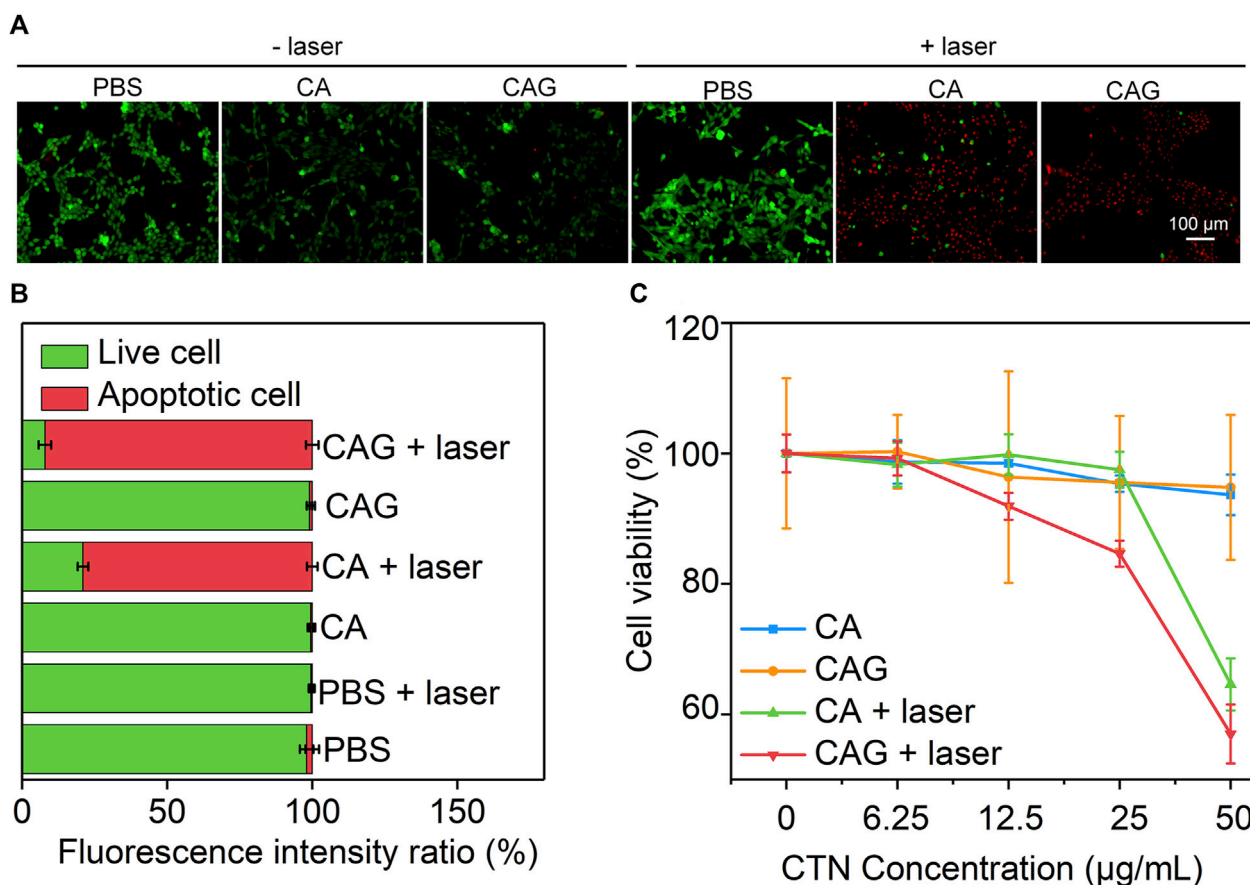 A
- laser
+ laser
PBS
CA
CAG
PBS
CA
CAG
100 μm
B
Live cell
Apoptotic cell
CAG + laser
CAG
CA + laser
CA
PBS + laser
PBS
0
50
100
150
Fluorescence intensity ratio (%)
C
120
100
80
60
Cell viability (%)
CA
CAG
CA + laser
CAG + laser
0
6.25
12.5
25
50
CTN Concentration (μg/mL)